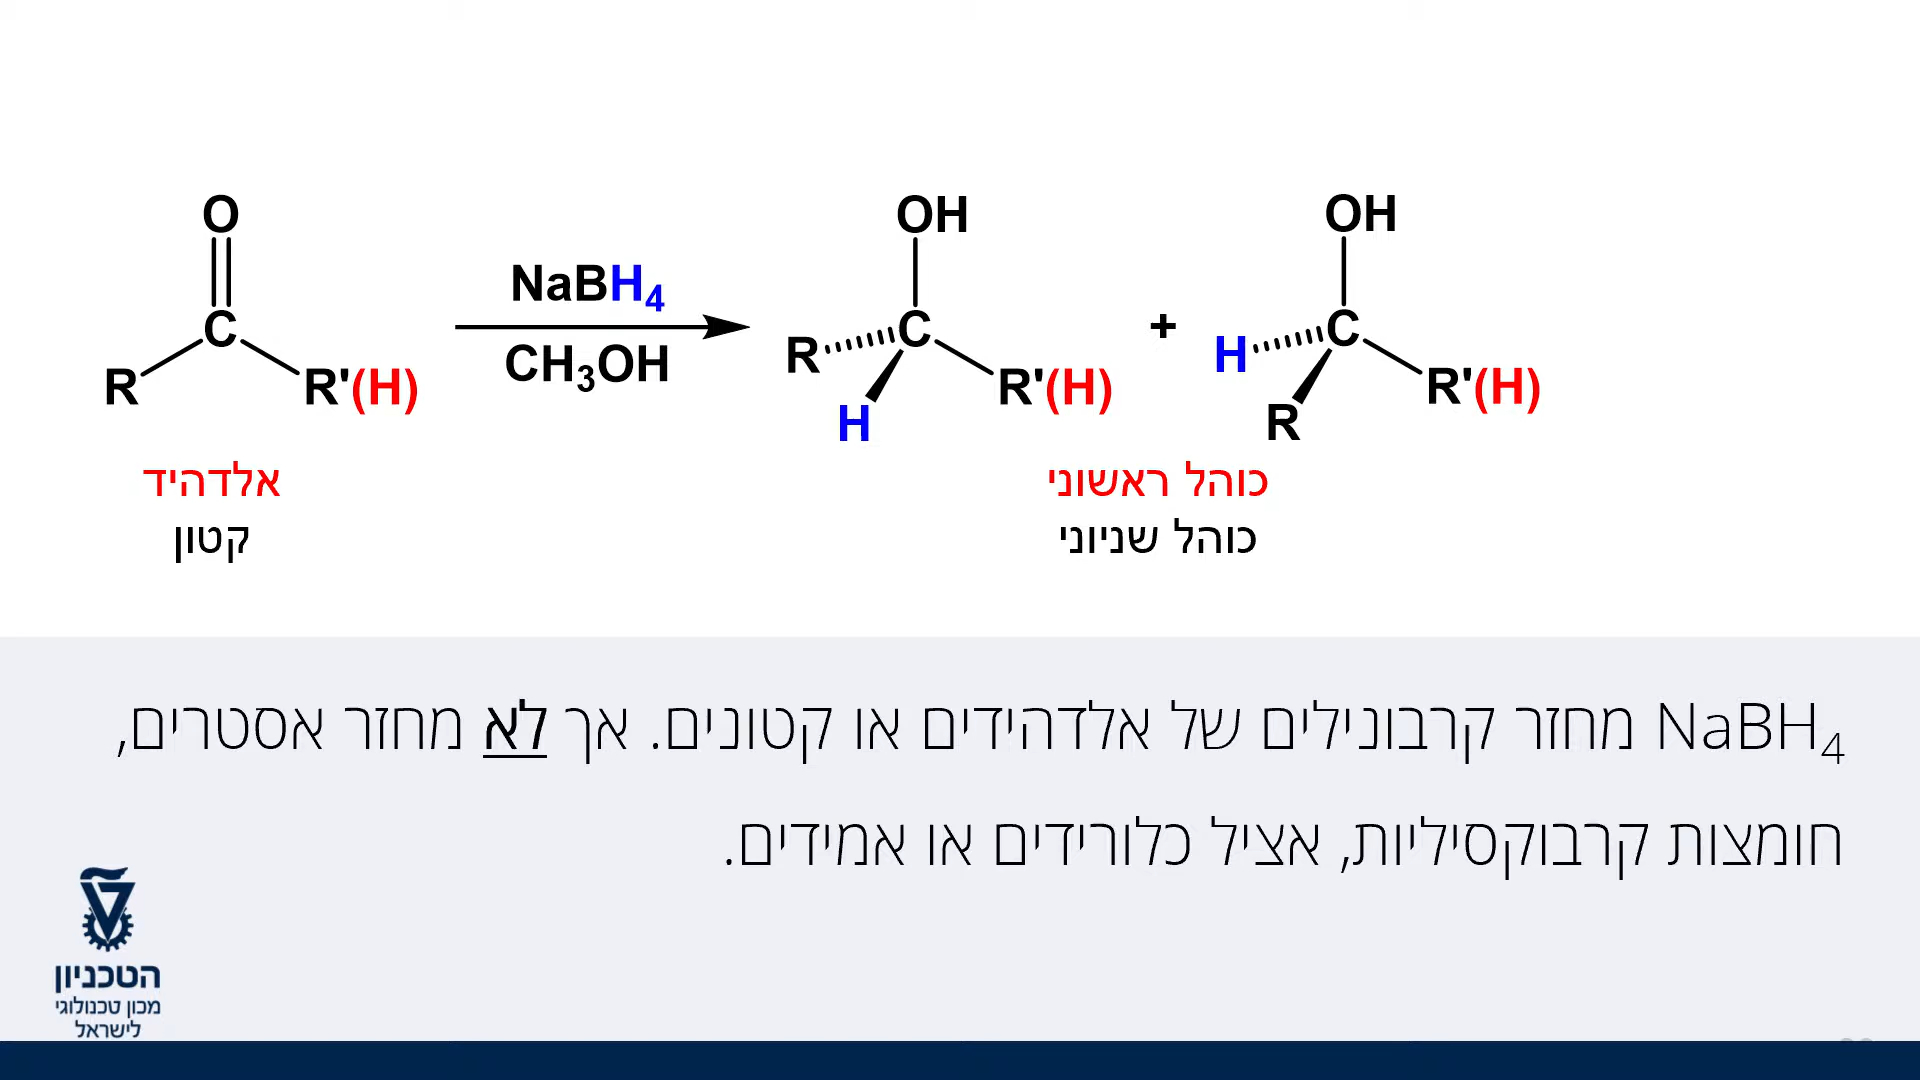 O
C
R
R'(H)
NaBH4
CH3OH
OH
C
R
H
R'(H)
+
OH
C
H
R
R'(H)
אלדהיד
קטון
כוהל ראשוני
כוהל שניוני
NaBH4 מחזר קרבונילים של אלדהידים או קטונים. אך לא מחזר אסטרים,
חומצות קרבוקסיליות, אציל כלורידים או אמידים.
הטכניון
מכון טכנולוגי
לישראל